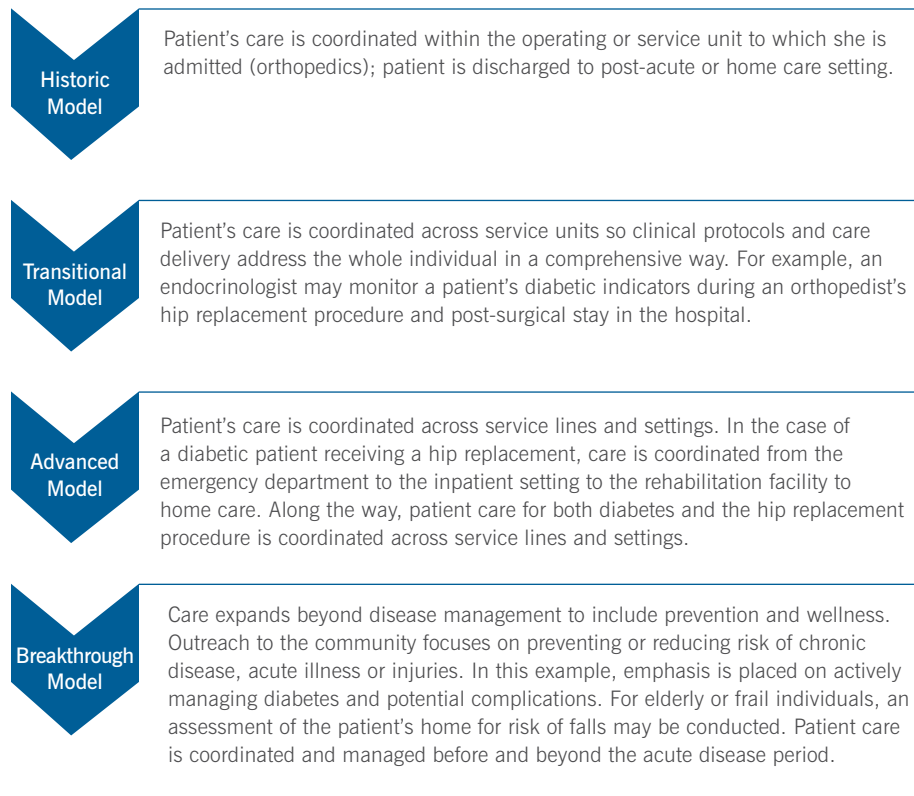 Historic
Model
Patient’s care is coordinated within the operating or service unit to which she is
admitted (orthopedics); patient is discharged to post-acute or home care setting.
Transitional
Model
Patient’s care is coordinated across service units so clinical protocols and care
delivery address the whole individual in a comprehensive way. For example, an
endocrinologist may monitor a patient’s diabetic indicators during an orthopedist’s
hip replacement procedure and post-surgical stay in the hospital.
Advanced
Model
Patient’s care is coordinated across service lines and settings. In the case of
a diabetic patient receiving a hip replacement, care is coordinated from the
emergency department to the inpatient setting to the rehabilitation facility to
home care. Along the way, patient care for both diabetes and the hip replacement
procedure is coordinated across service lines and settings.
Breakthrough
Model
Care expands beyond disease management to include prevention and wellness.
Outreach to the community focuses on preventing or reducing risk of chronic
disease, acute illness or injuries. In this example, emphasis is placed on actively
managing diabetes and potential complications. For elderly or frail individuals, an
assessment of the patient’s home for risk of falls may be conducted. Patient care
is coordinated and managed before and beyond the acute disease period.